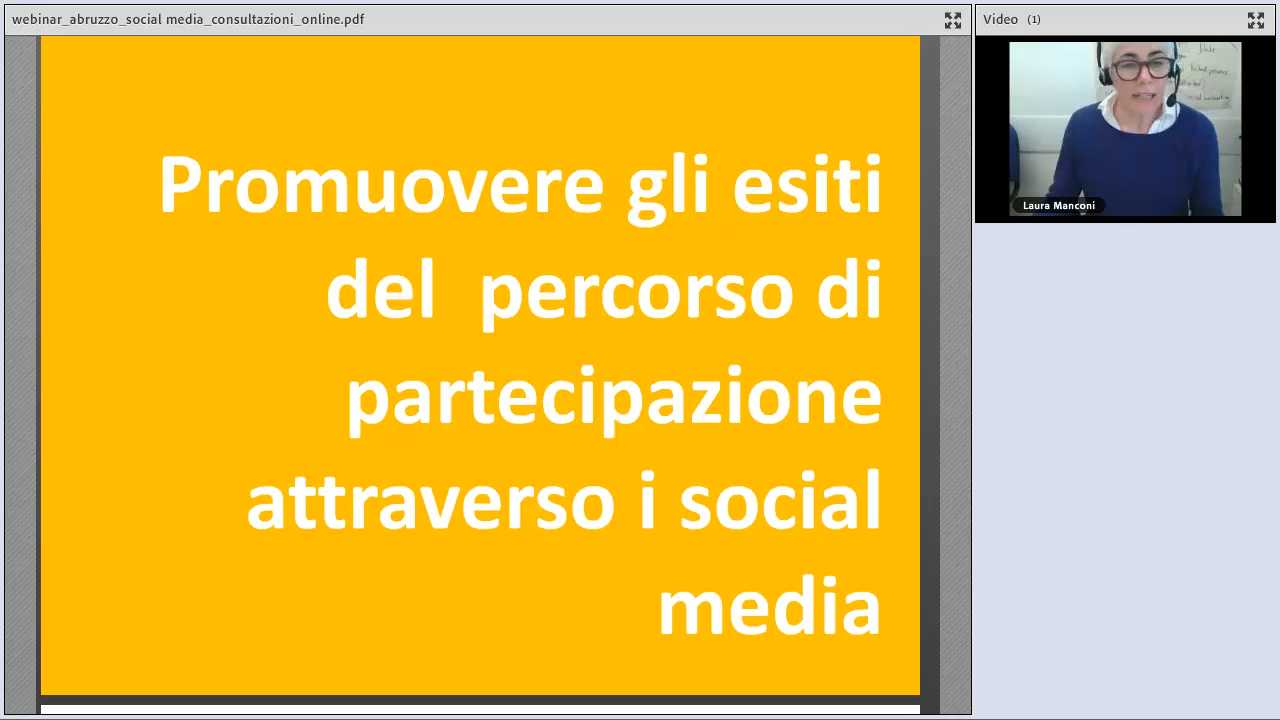 webinar_abruzzo_social media_consultazioni_online.pdf
Video (1)
Promuovere gli esiti
del percorso di
partecipazione
attraverso i social
media
Laura Manconi